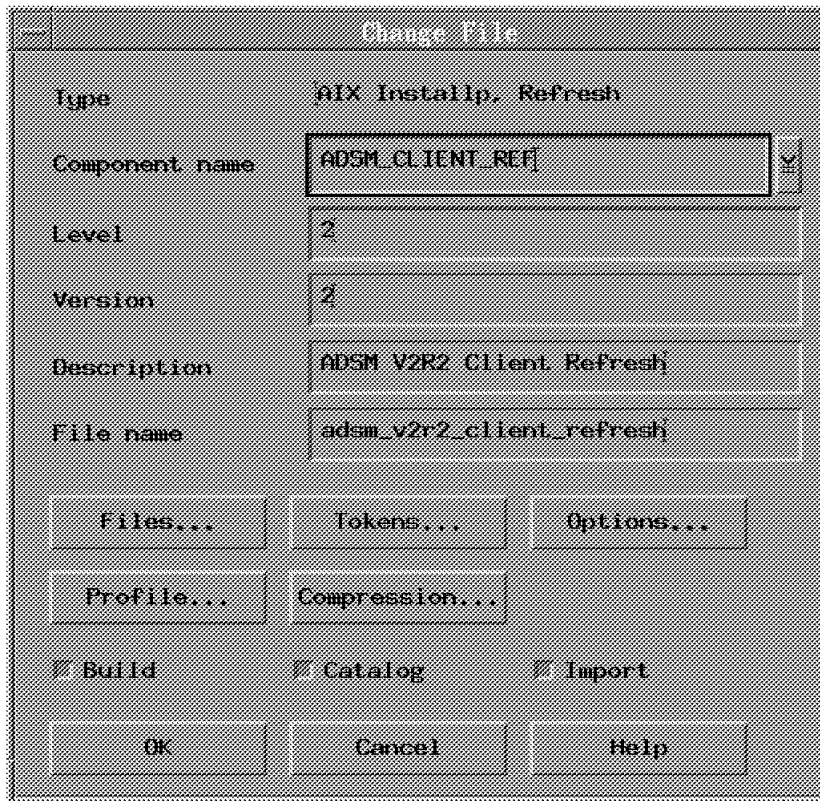 Change File
Type AIX Installp, Refresh
Component name ADSM_CLIENT_REF
Level 2
Version 2
Description ADSM V2R2 Client Refresh
File name adsm_v2r2_client_refresh
Files... Tokens... Options...
Profile... Compression...
Build Catalog Import
OK Cancel Help